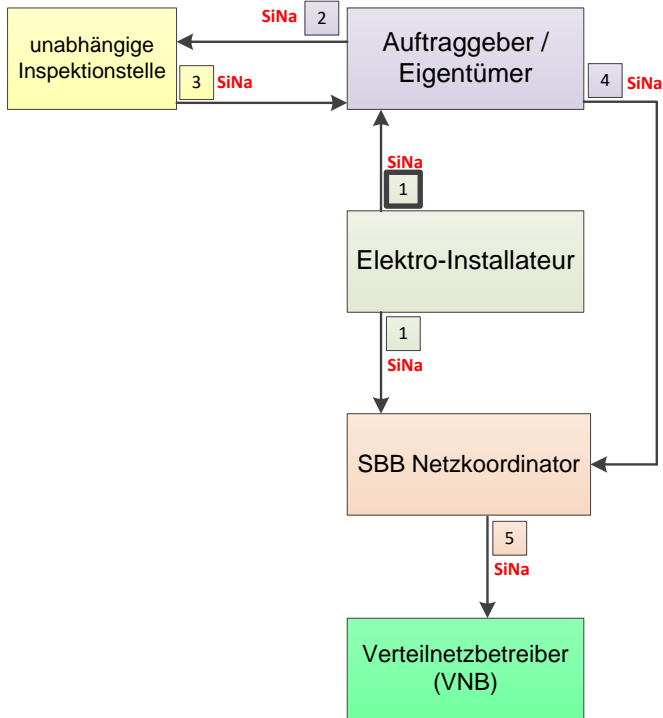 SiNa 2
unabhängige
Inspektionstelle
Auftraggeber /
Eigentümer
3 SiNa
4 SiNa
SiNa
1
Elektro-Installateur
1
SiNa
SBB Netzkoordinator
5
SiNa
Verteilnetzbetreiber
(VNB)